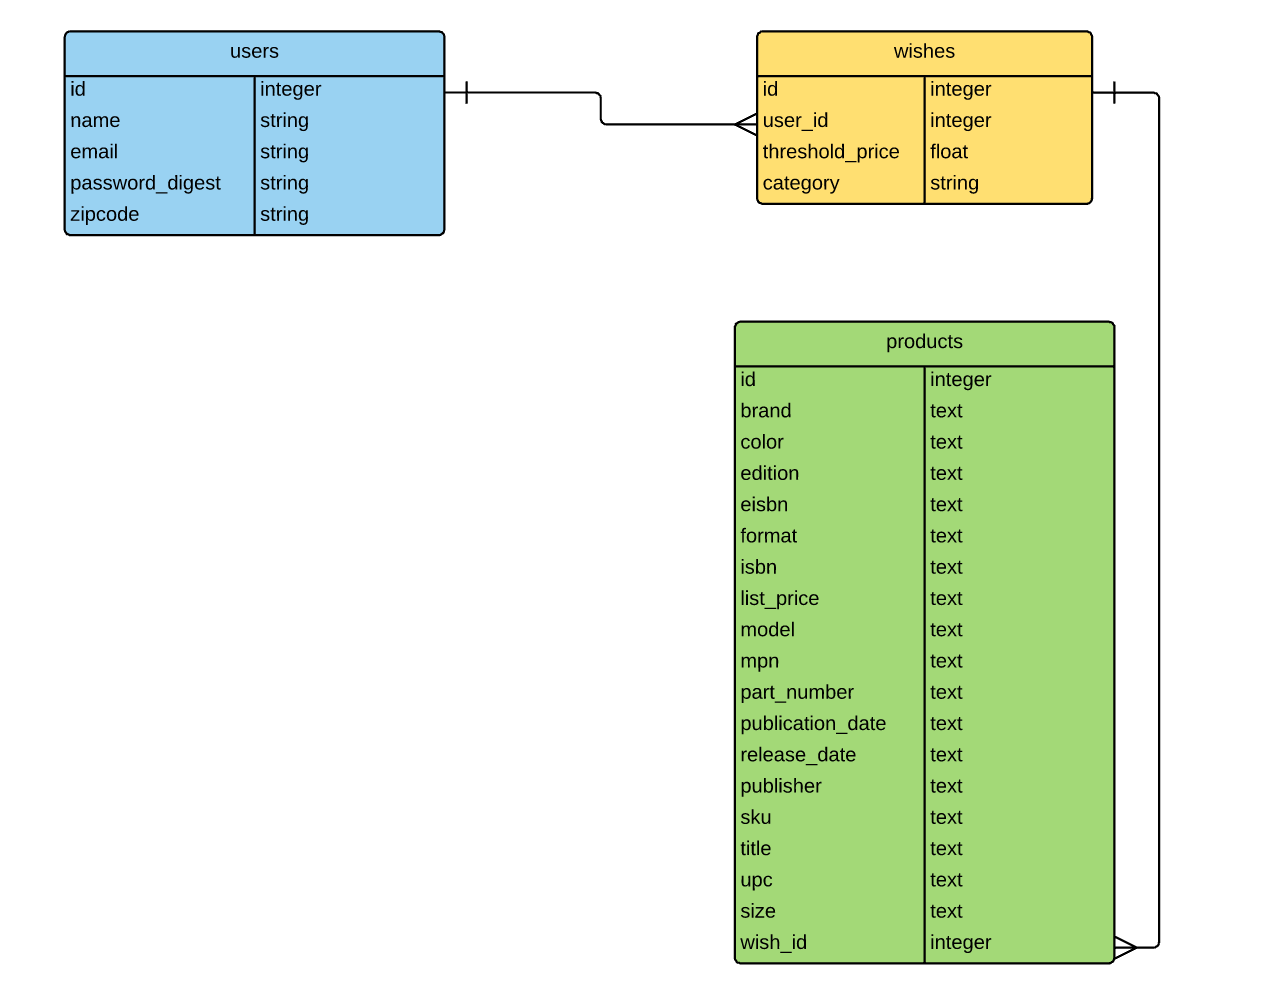 users
id integer
name string
email string
password_digest string
zipcode string
wishes
id integer
user_id integer
threshold_price float
category string
products
id integer
brand text
color text
edition text
eisbn text
format text
isbn text
list_price text
model text
mpn text
part_number text
publication_date text
release_date text
publisher text
sku text
title text
upc text
size text
wish_id integer